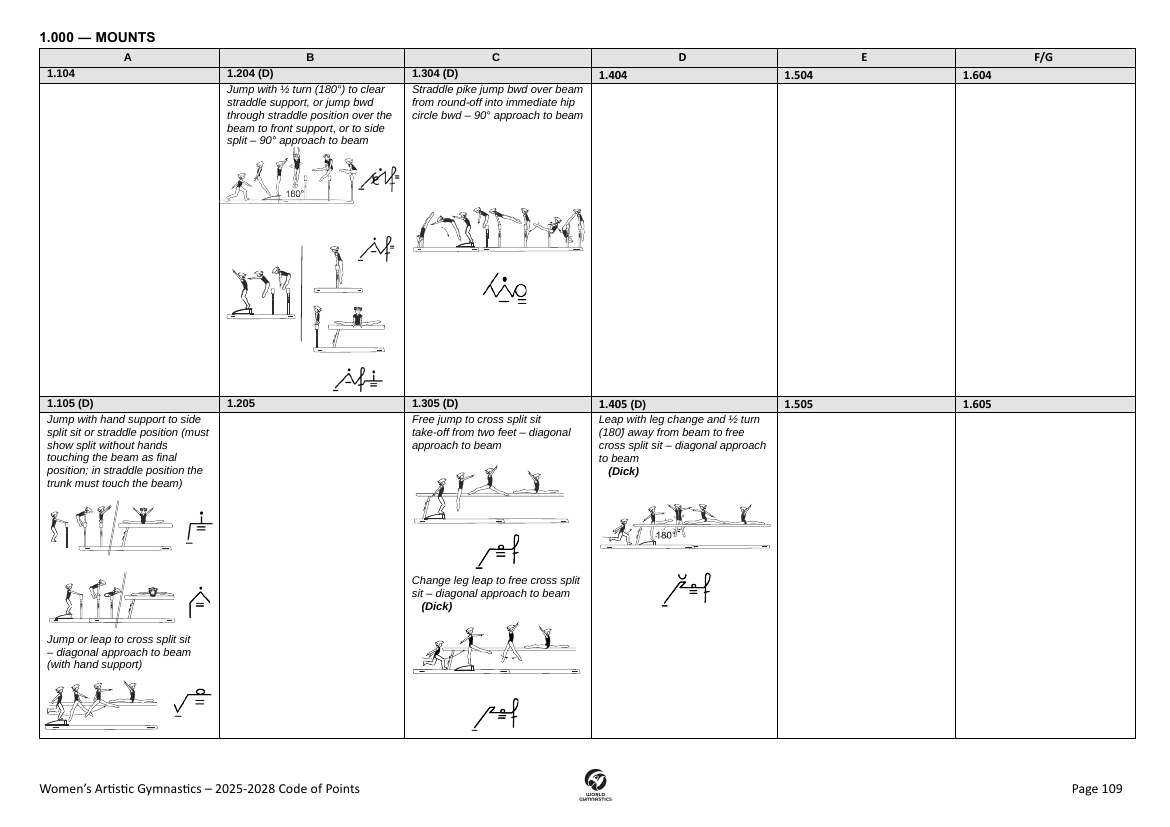 1.000 — MOUNTS
A B C D E F/G
1.104 1.204 (D) 1.304 (D) 1.404 1.504 1.604
Jump with ½ turn (180°) to clear
straddle support, or jump bwd
through straddle position over the
beam to front support, or to side
split – 90° approach to beam
180°
Straddle pike jump bwd over beam
from round-off into immediate hip
circle bwd – 90° approach to beam
1.105 (D) 1.205 1.305 (D) 1.405 (D) 1.505 1.605
Jump with hand support to side
split sit or straddle position (must
show split without hands
touching the beam as final
position; in straddle position the
trunk must touch the beam)
Jump or leap to cross split sit
– diagonal approach to beam
(with hand support)
Free jump to cross split sit
take-off from two feet – diagonal
approach to beam
Change leg leap to free cross split
sit – diagonal approach to beam
(Dick)
Leap with leg change and ½ turn
(180) away from beam to free
cross split sit – diagonal approach
to beam
(Dick)
180°
Women's Artistic Gymnastics – 2025-2028 Code of Points
WORLD
GYMNASTICS
Page 109